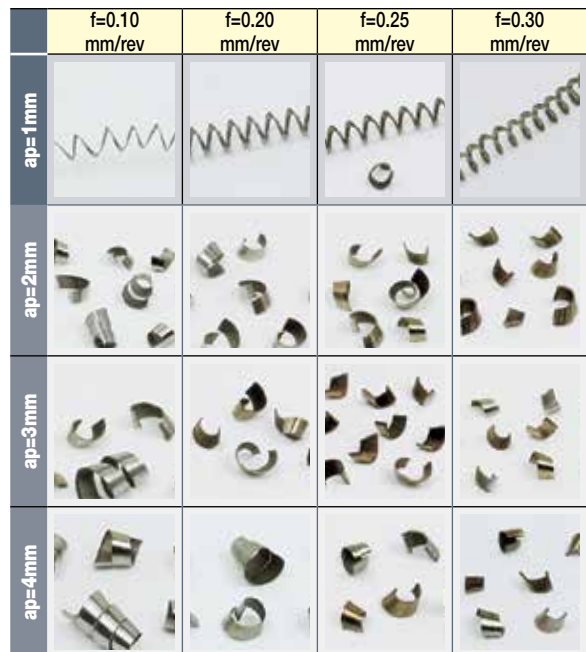 f=0.10 mm/rev
f=0.20 mm/rev
f=0.25 mm/rev
f=0.30 mm/rev
ap=1mm
ap=2mm
ap=3mm
ap=4mm